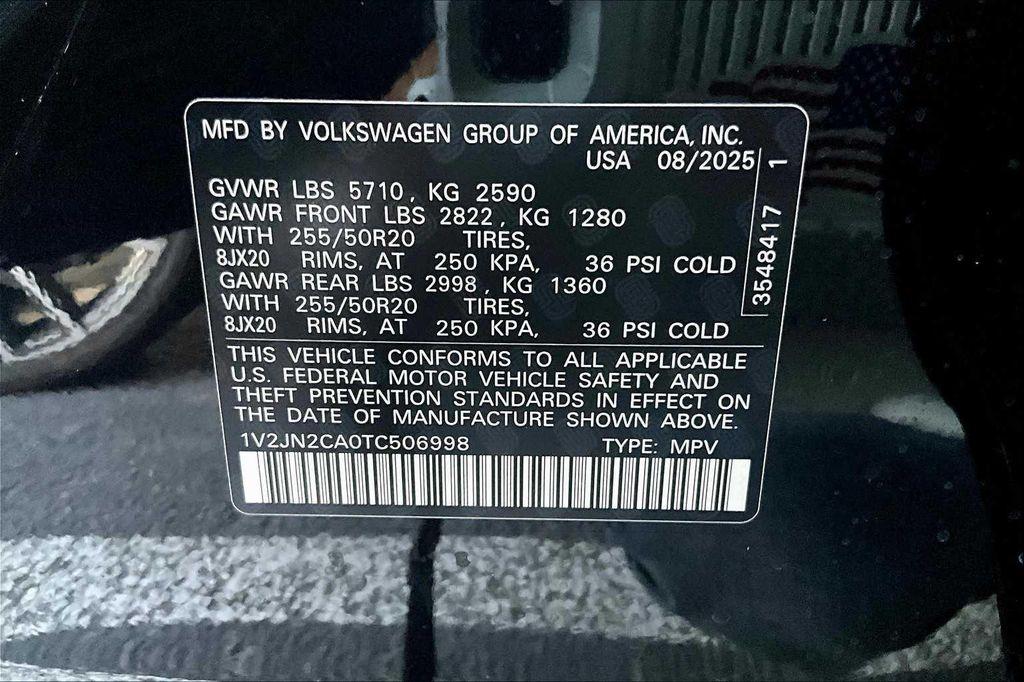 MFD BY VOLKSWAGEN GROUP OF AMERICA, INC.
USA 08/2025
GVWR LBS 5710, KG 2590
GAWR FRONT LBS 2822, KG 1280
WITH 255/50R20 TIRES,
8JX20 RIMS, AT 250 KPA, 36 PSI COLD
GAWR REAR LBS 2998, KG 1360
WITH 255/50R20 TIRES,
8JX20 RIMS, AT 250 KPA, 36 PSI COLD
THIS VEHICLE CONFORMS TO ALL APPLICABLE
U.S. FEDERAL MOTOR VEHICLE SAFETY AND
THEFT PREVENTION STANDARDS IN EFFECT ON
THE DATE OF MANUFACTURE SHOWN ABOVE.
1V2JN2CA0TC506998 TYPE: MPV
3548417 1